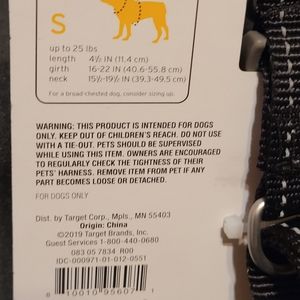 S
up to 25 lbs
length 4½ IN (11.4 cm)
girth 16-22 IN (40.6-55.8 cm)
neck 15½-19½ IN (39.3-49.5 cm)
For a broad-chested dog, consider sizing up.
WARNING: THIS PRODUCT IS INTENDED FOR DOGS
ONLY. KEEP OUT OF CHILDREN'S REACH. DO NOT USE
WITH A TIE-OUT. PETS SHOULD BE SUPERVISED
WHILE USING THIS ITEM. OWNERS ARE ENCOURAGED
TO REGULARLY CHECK THE TIGHTNESS OF THEIR
PETS' HARNESS. REMOVE ITEM FROM PET IF ANY
PART BECOMES LOOSE OR DETACHED.
FOR DOGS ONLY
Dist. by Target Corp., Mpls., MN 55403
Origin: China
©2019 Target Brands, Inc.
Guest Services 1-800-440-0680
083 05 7834 R00
IDC-000971-01-012-0551
8 10010 95607 1